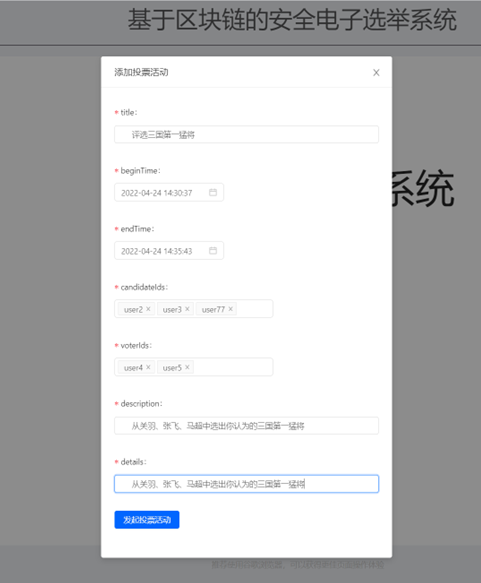 基于区块链的安全电子选举系统
添加投票活动
* title:
评选三国第一猛将
* beginTime:
2022-04-24 14:30:37
系统
* endTime:
2022-04-24 14:35:43
* candidateIds:
user2 × user3 × user77 ×
* voterIds:
user4 × user5 ×
* description:
从关羽、张飞、马超中选出你认为的三国第一猛将
* details:
从关羽、张飞、马超中选出你认为的三国第一猛将
发起投票活动